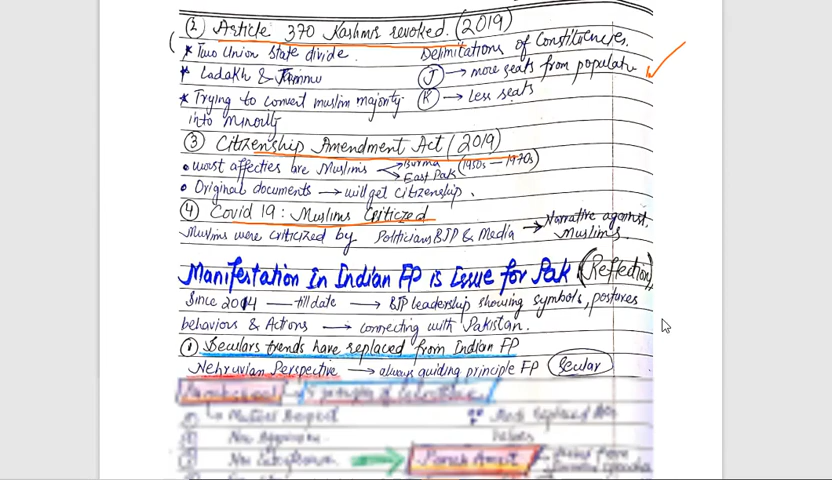 ② Article 370 Kashmir revoked. (2019)
* Two Union State divide. Delimitations of Constituencies.
* Ladakh & Jammu (J) → more seats from populatn
* Trying to convert muslim majority (K) → Less seats
into minority
③ Citizenship Amendment Act (2019)
• worst affecties are Muslims Burma East Pak (1950s — 1970s)
• Original documents → will get citizenship.
④ Covid 19: Muslims Criticzed
Muslims were criticized by Politicians BJP & Media → Narrative against Muslims.
Manifestation In Indian FP is Issue for Pak (Reflection)
Since 2014 — till date → BJP leadership showing symbols, postures
behaviors & Actions → connecting with Pakistan.
① Seculars trends have replaced from Indian FP
Nehruvian Perspective → always guiding principle FP (Secular)